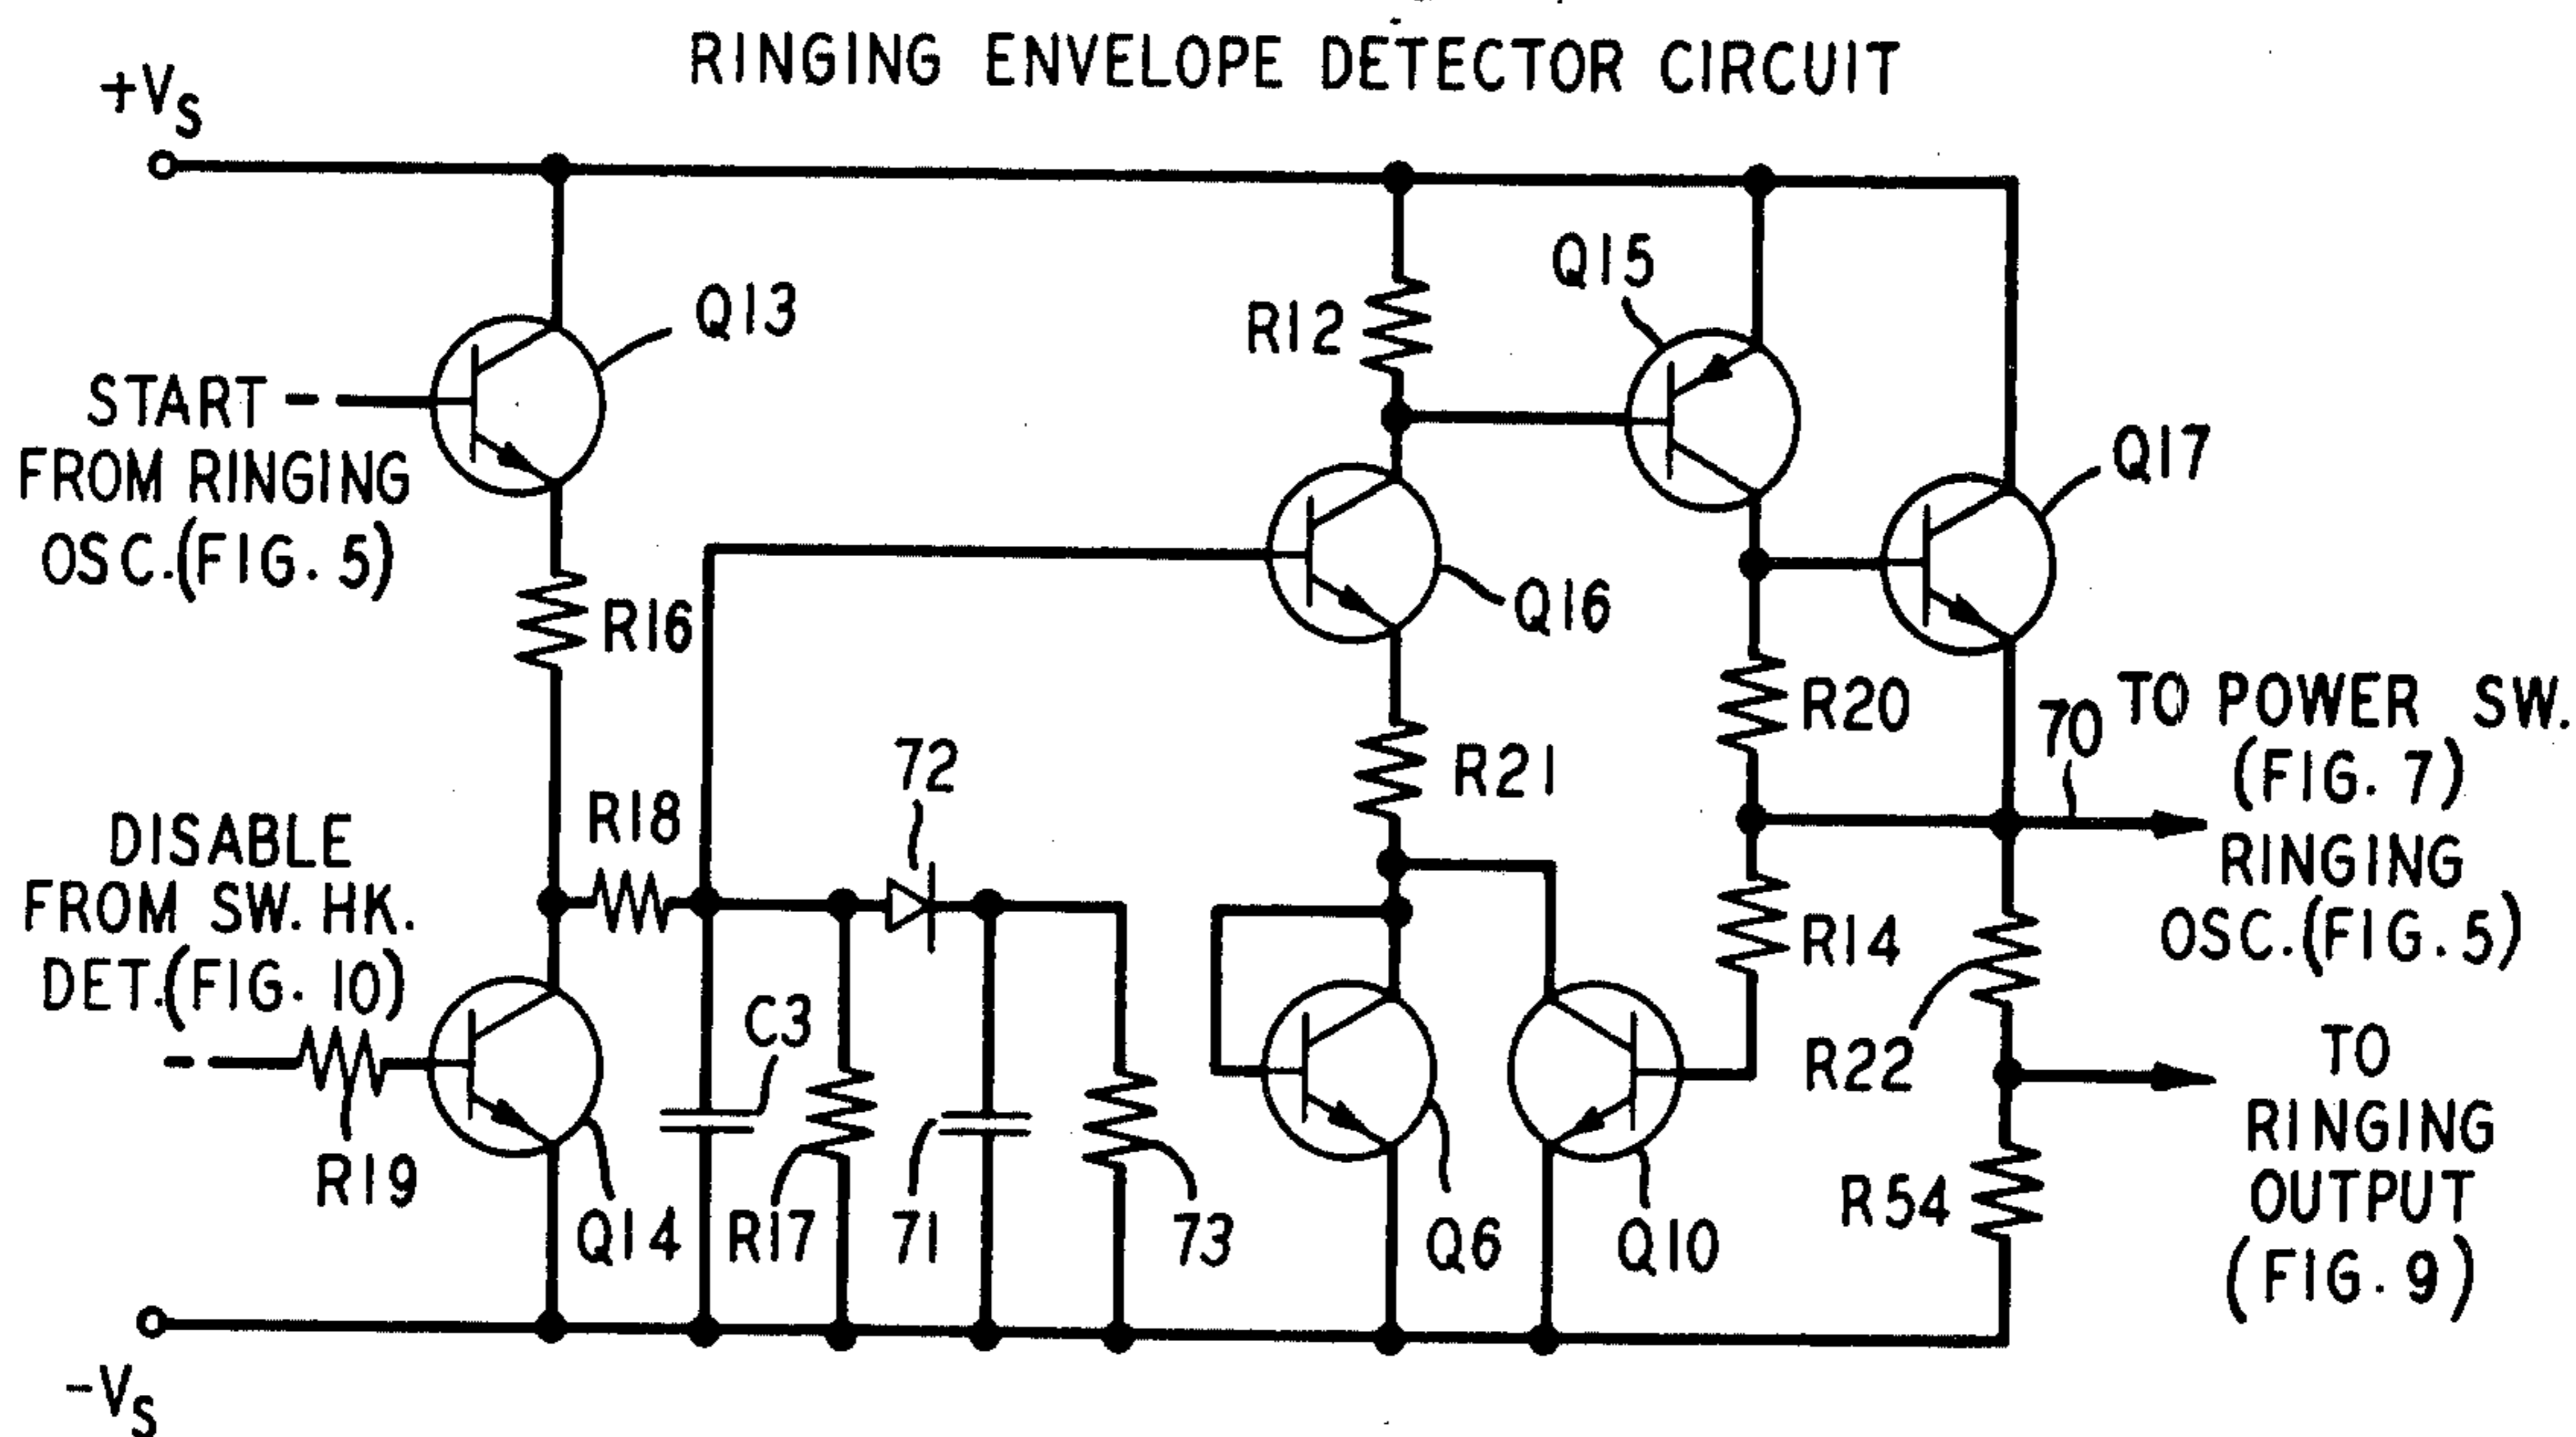 RINGING ENVELOPE DETECTOR CIRCUIT
+VS
Q13
START
FROM RINGING
OSC.(FIG. 5)
R16
R12
Q15
Q17
Q16
R21
R20
70
TO POWER SW.
(FIG. 7)
RINGING
OSC.(FIG. 5)
DISABLE
FROM SW. HK.
DET.(FIG. 10)
R18
72
R14
C3
R22
TO
RINGING
OUTPUT
(FIG. 9)
R19
Q14
R17
71
73
Q6
Q10
R54
-VS